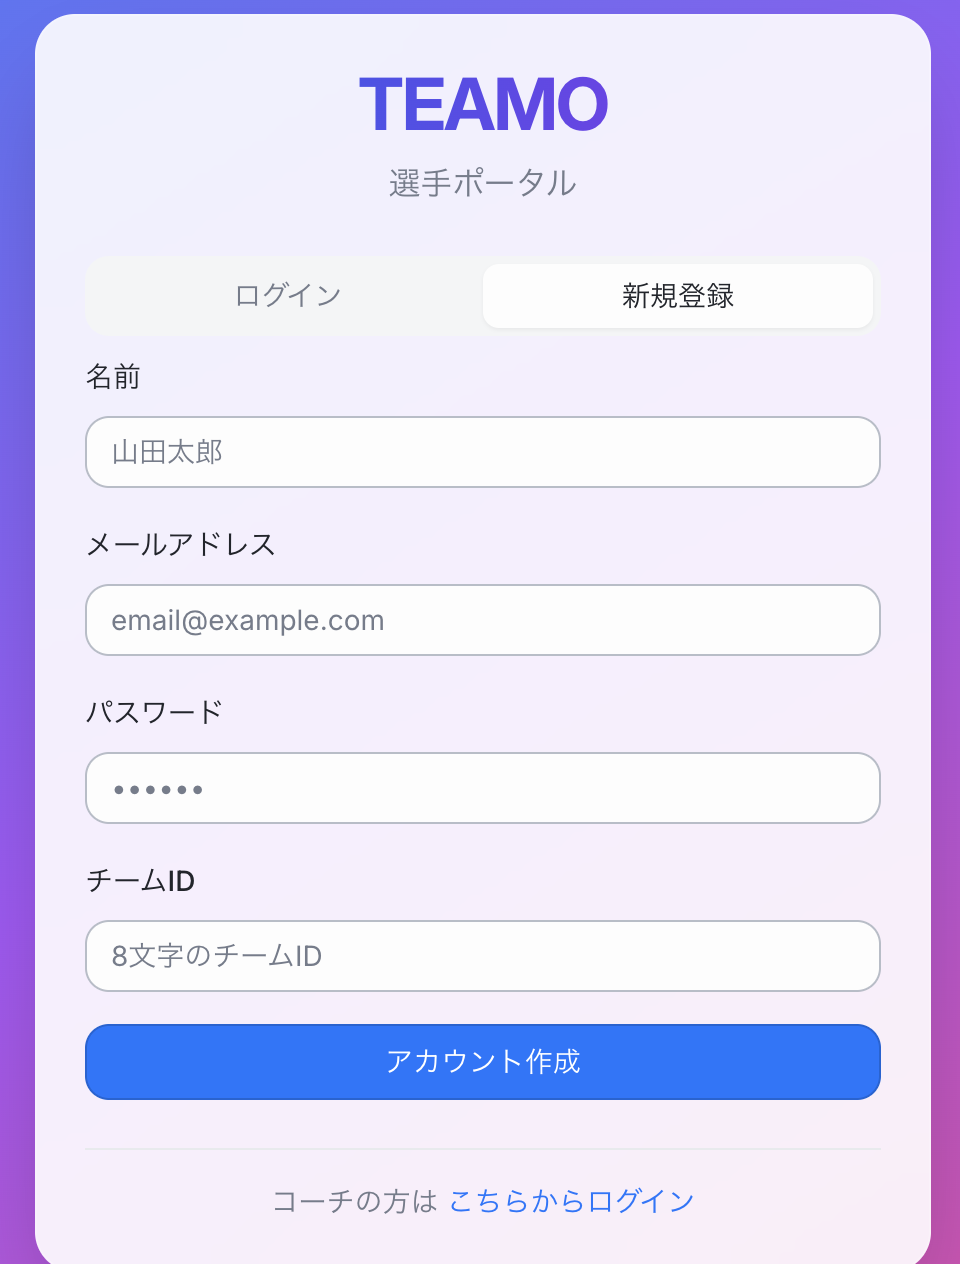 TEAMO
選手ポータル
ログイン
新規登録
名前
山田太郎
メールアドレス
email@example.com
パスワード
••••••
チームID
8文字のチームID
アカウント作成
コーチの方は こちらからログイン